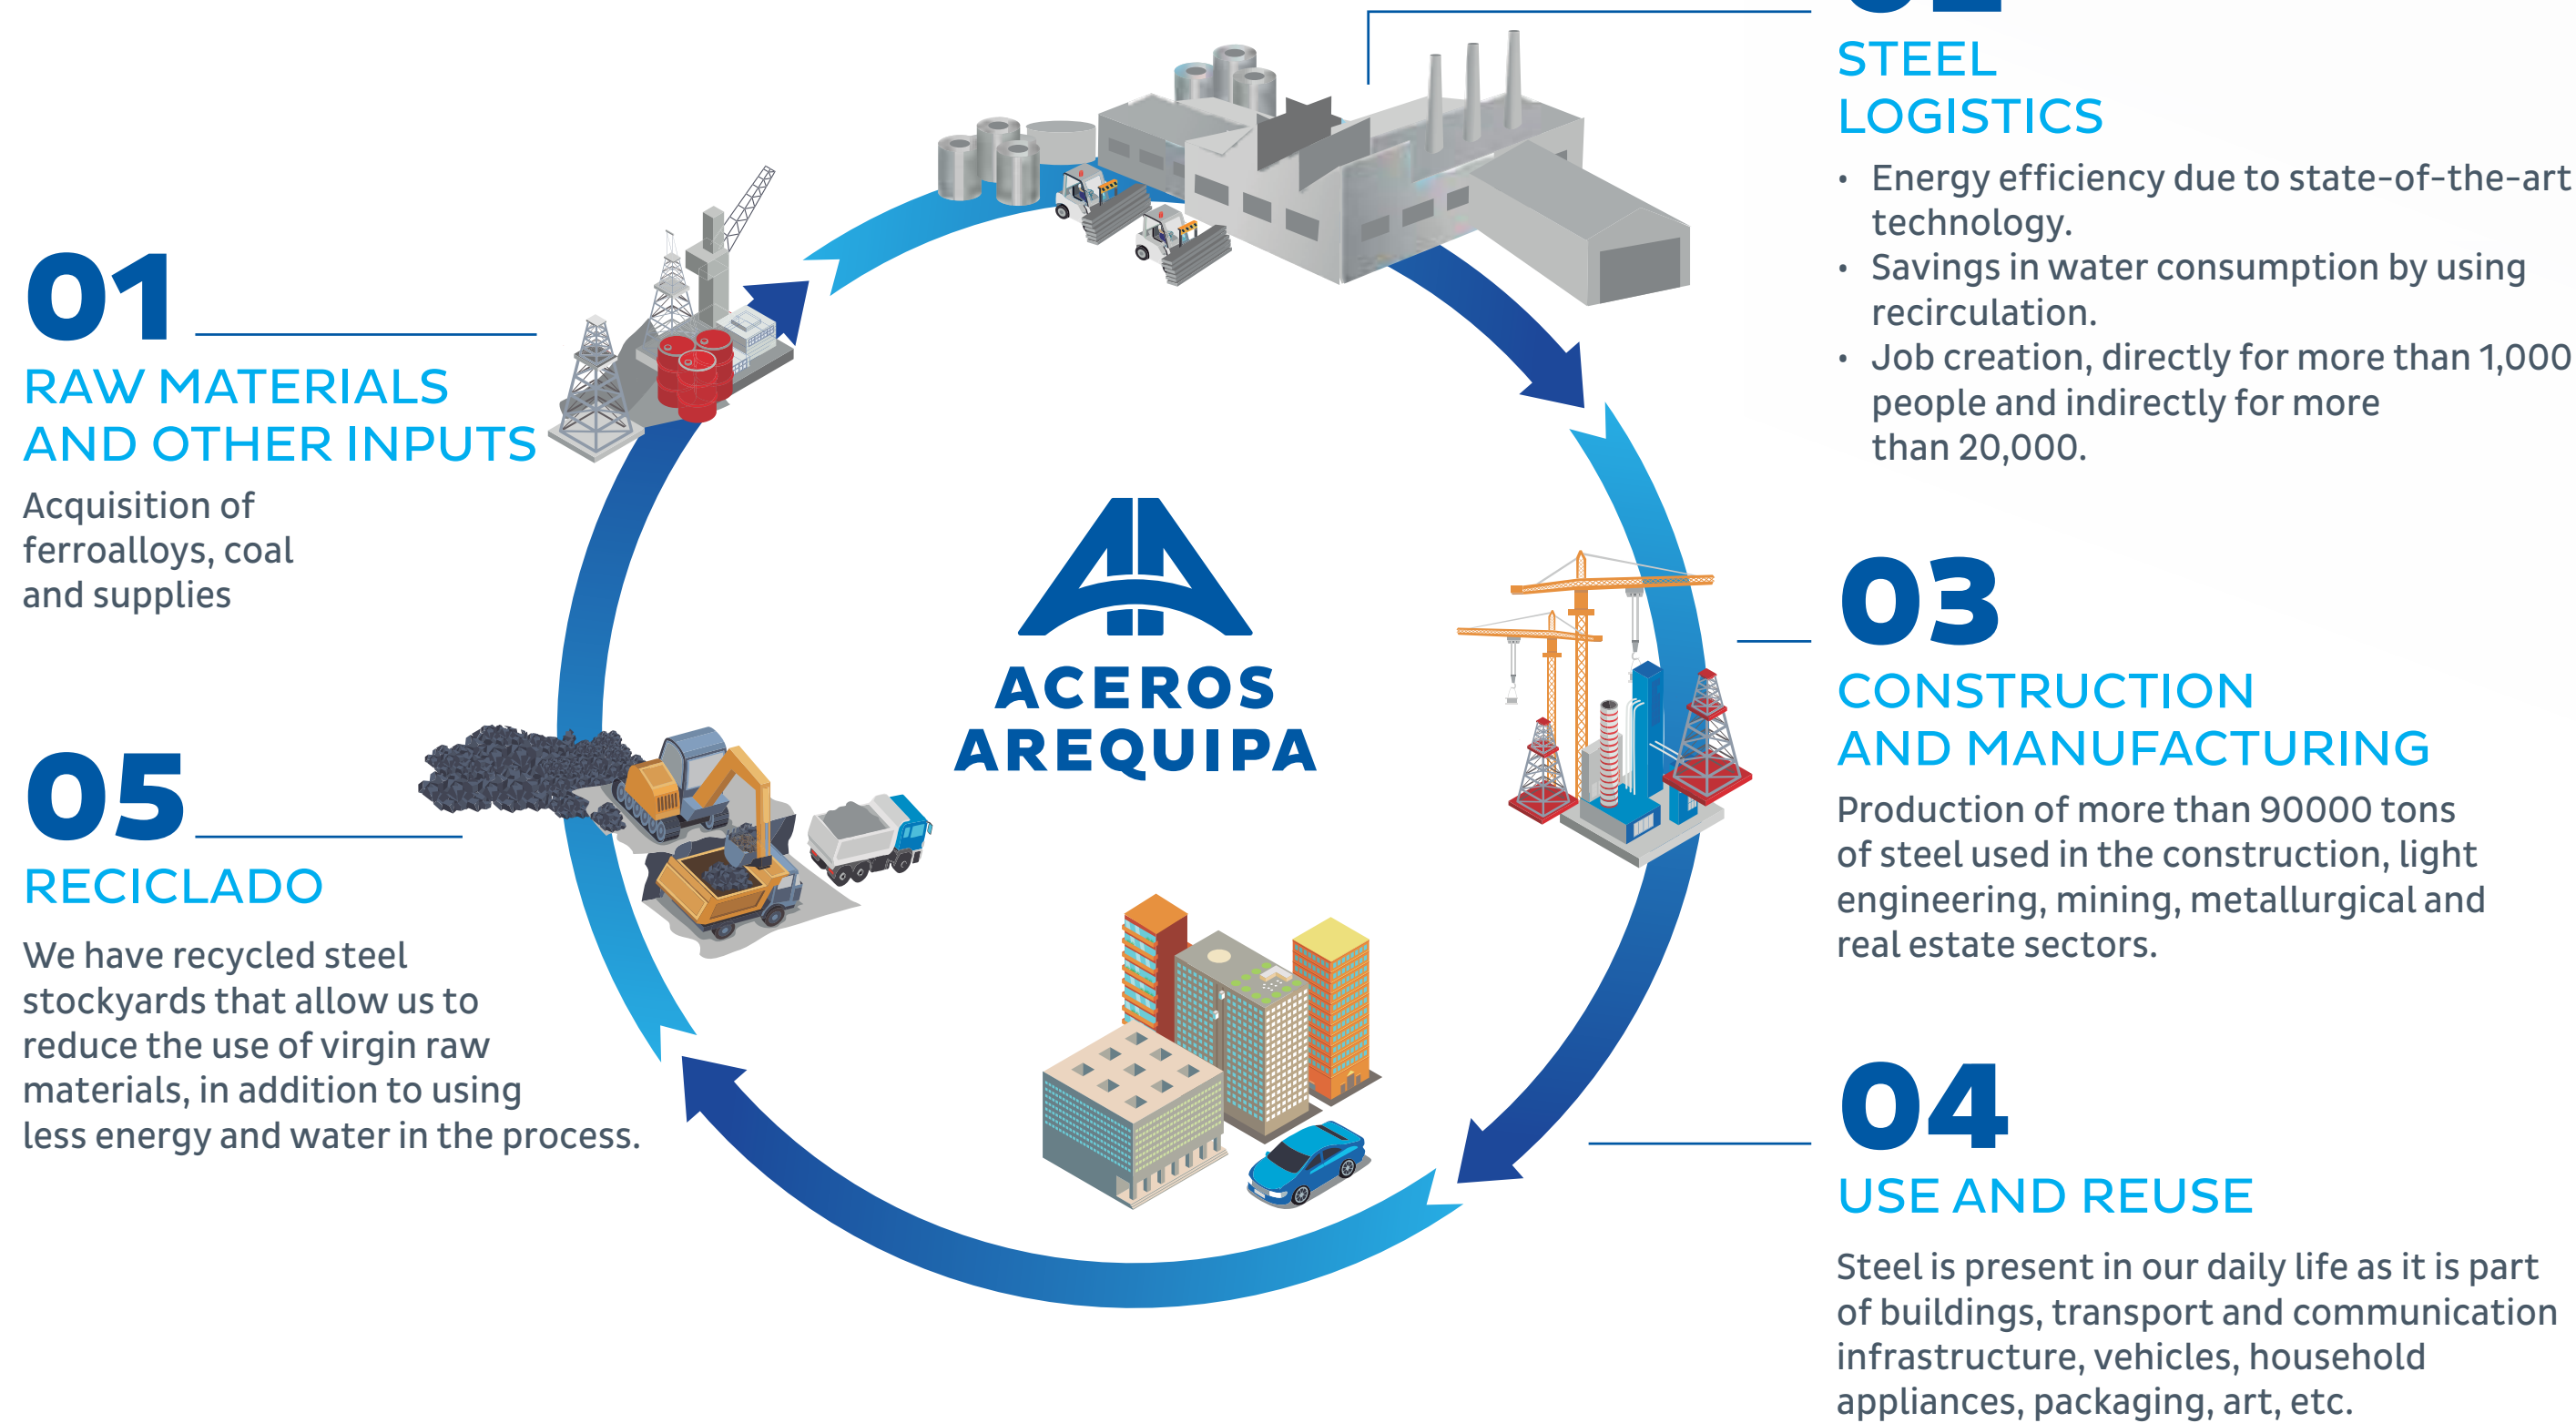 01
RAW MATERIALS
AND OTHER INPUTS
Acquisition of
ferroalloys, coal
and supplies
STEEL
LOGISTICS
• Energy efficiency due to state-of-the-art
technology.
• Savings in water consumption by using
recirculation.
• Job creation, directly for more than 1,000
people and indirectly for more
than 20,000.
03
CONSTRUCTION
AND MANUFACTURING
Production of more than 90000 tons
of steel used in the construction, light
engineering, mining, metallurgical and
real estate sectors.
04
USE AND REUSE
Steel is present in our daily life as it is part
of buildings, transport and communication
infrastructure, vehicles, household
appliances, packaging, art, etc.
05
RECICLADO
We have recycled steel
stockyards that allow us to
reduce the use of virgin raw
materials, in addition to using
less energy and water in the process.
ACEROS
AREQUIPA